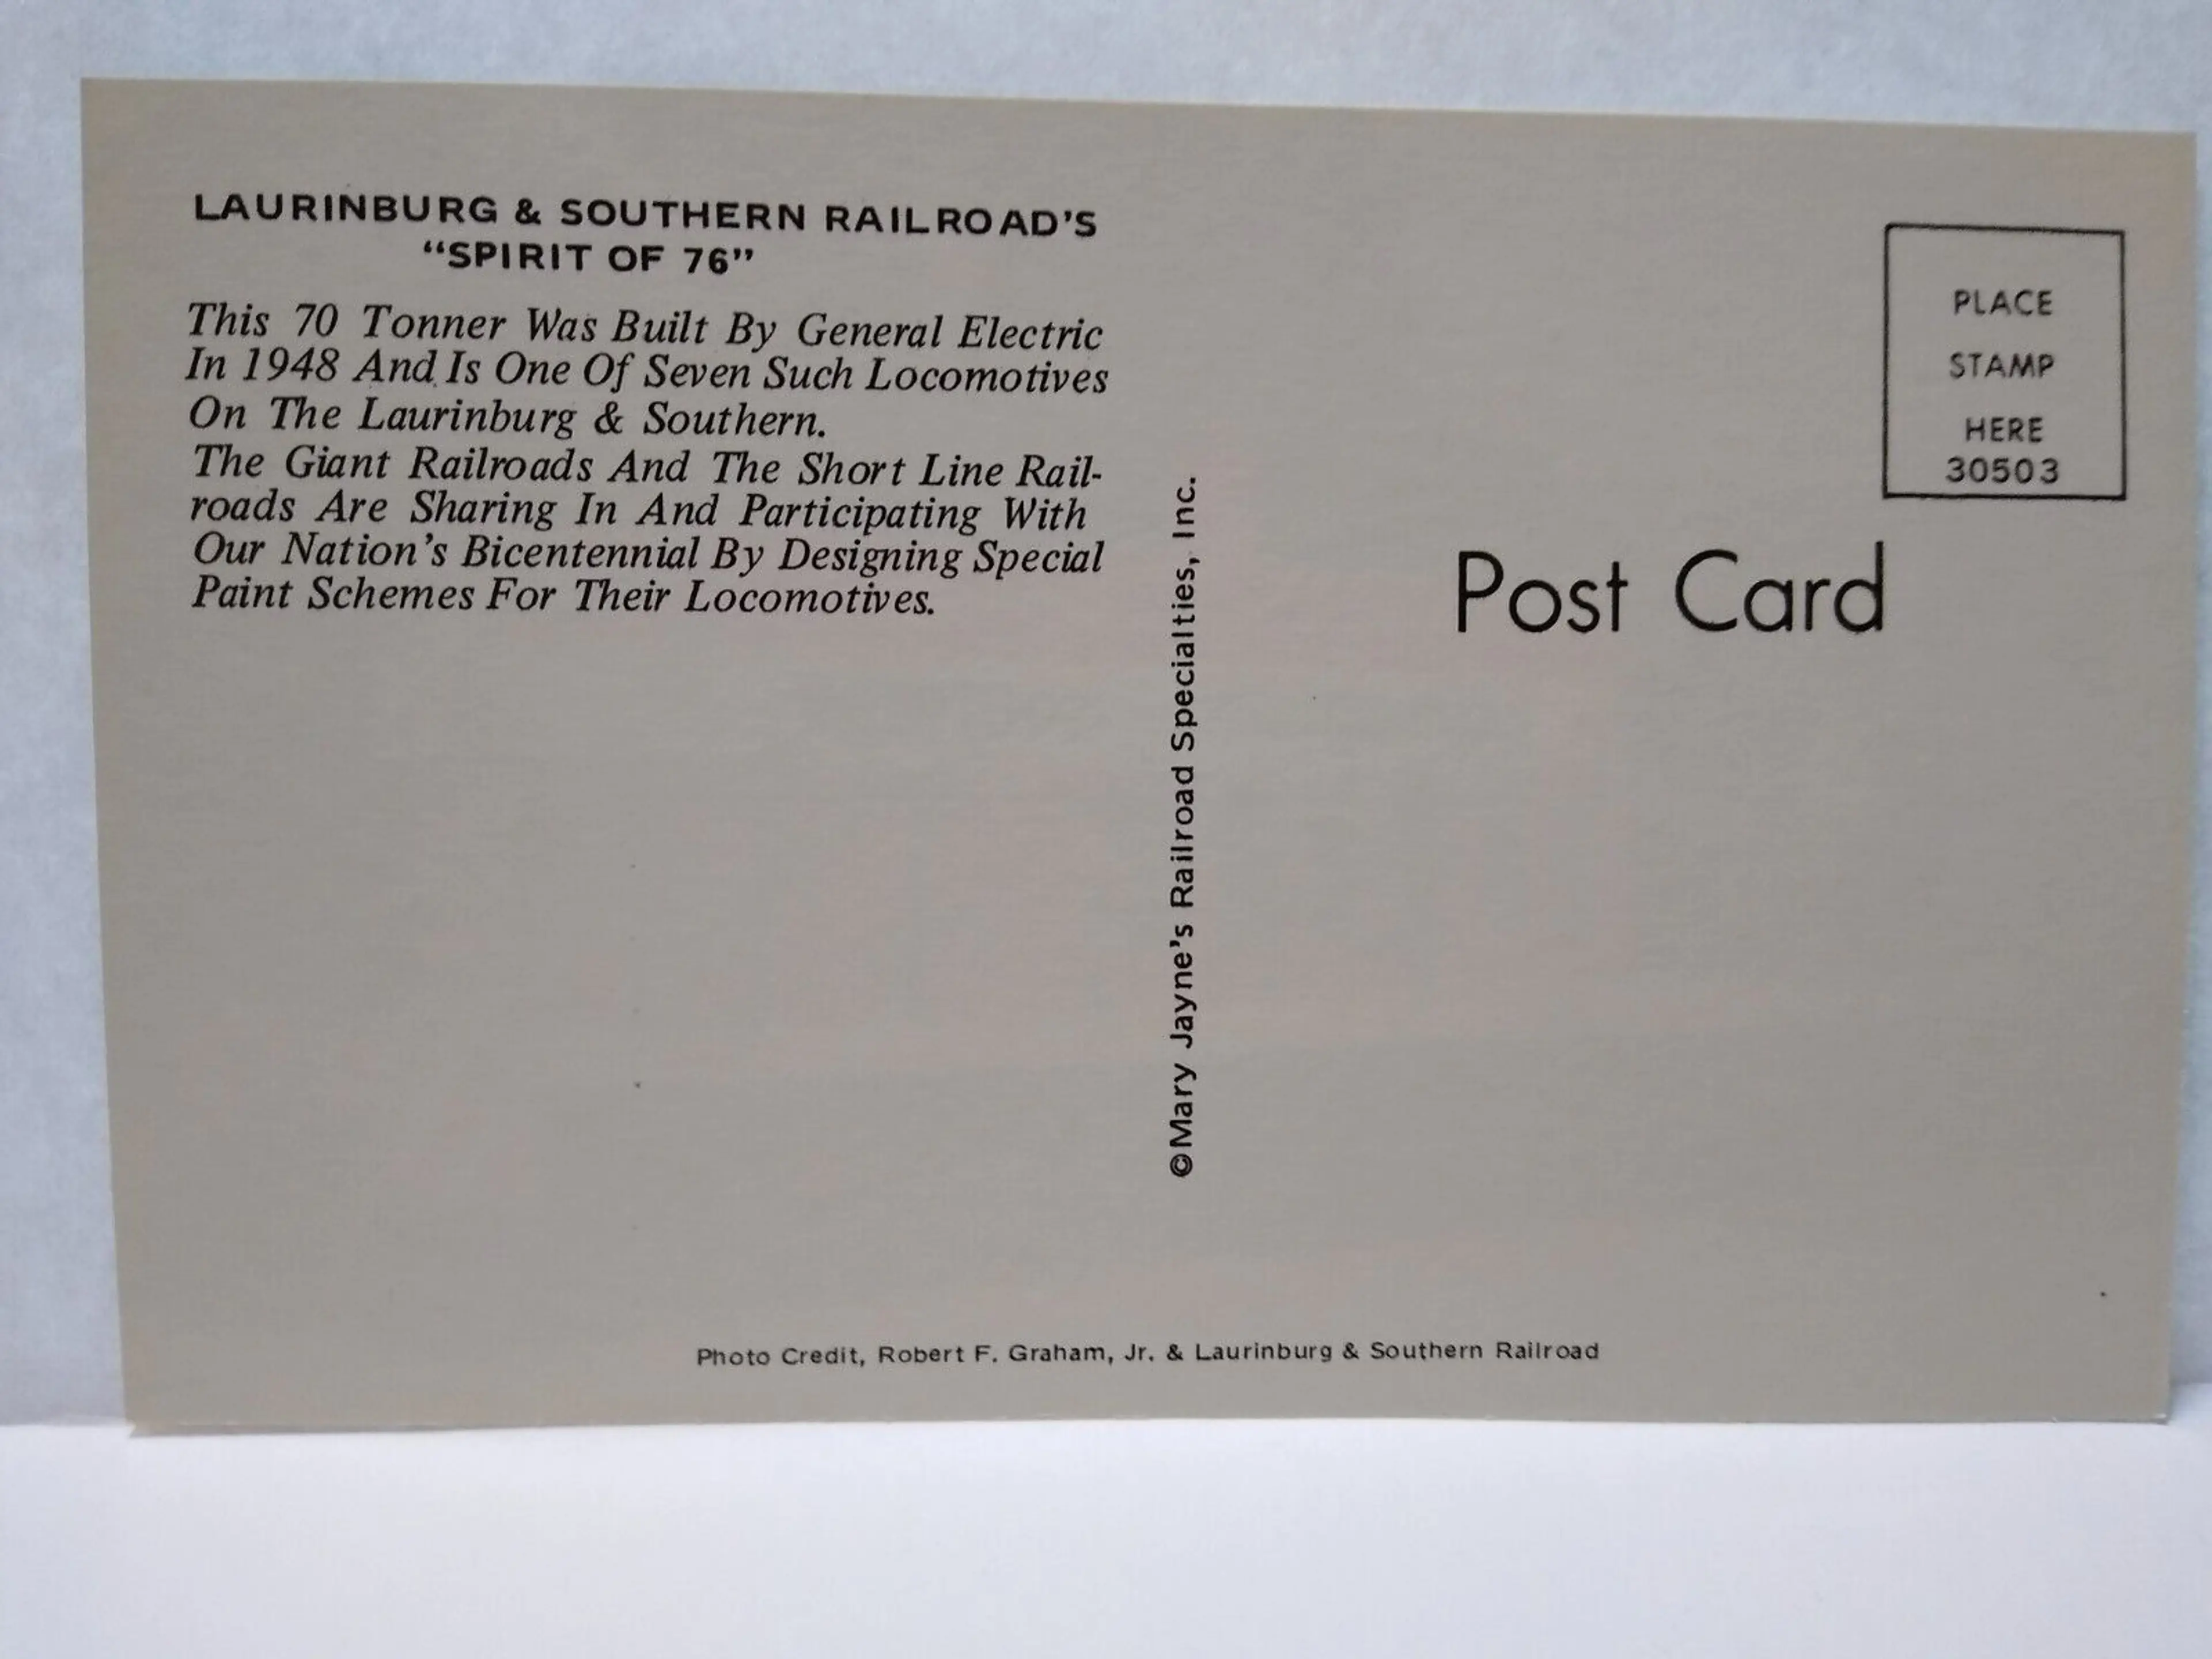 LAURINBURG & SOUTHERN RAILROAD'S
“SPIRIT OF 76”
This 70 Tonner Was Built By General Electric
In 1948 And Is One Of Seven Such Locomotives
On The Laurinburg & Southern.
The Giant Railroads And The Short Line Rail-
roads Are Sharing In And Participating With
Our Nation's Bicentennial By Designing Special
Paint Schemes For Their Locomotives.
©Mary Jayne's Railroad Specialties, Inc.
PLACE
STAMP
HERE
30503
Post Card
Photo Credit, Robert F. Graham, Jr. & Laurinburg & Southern Railroad